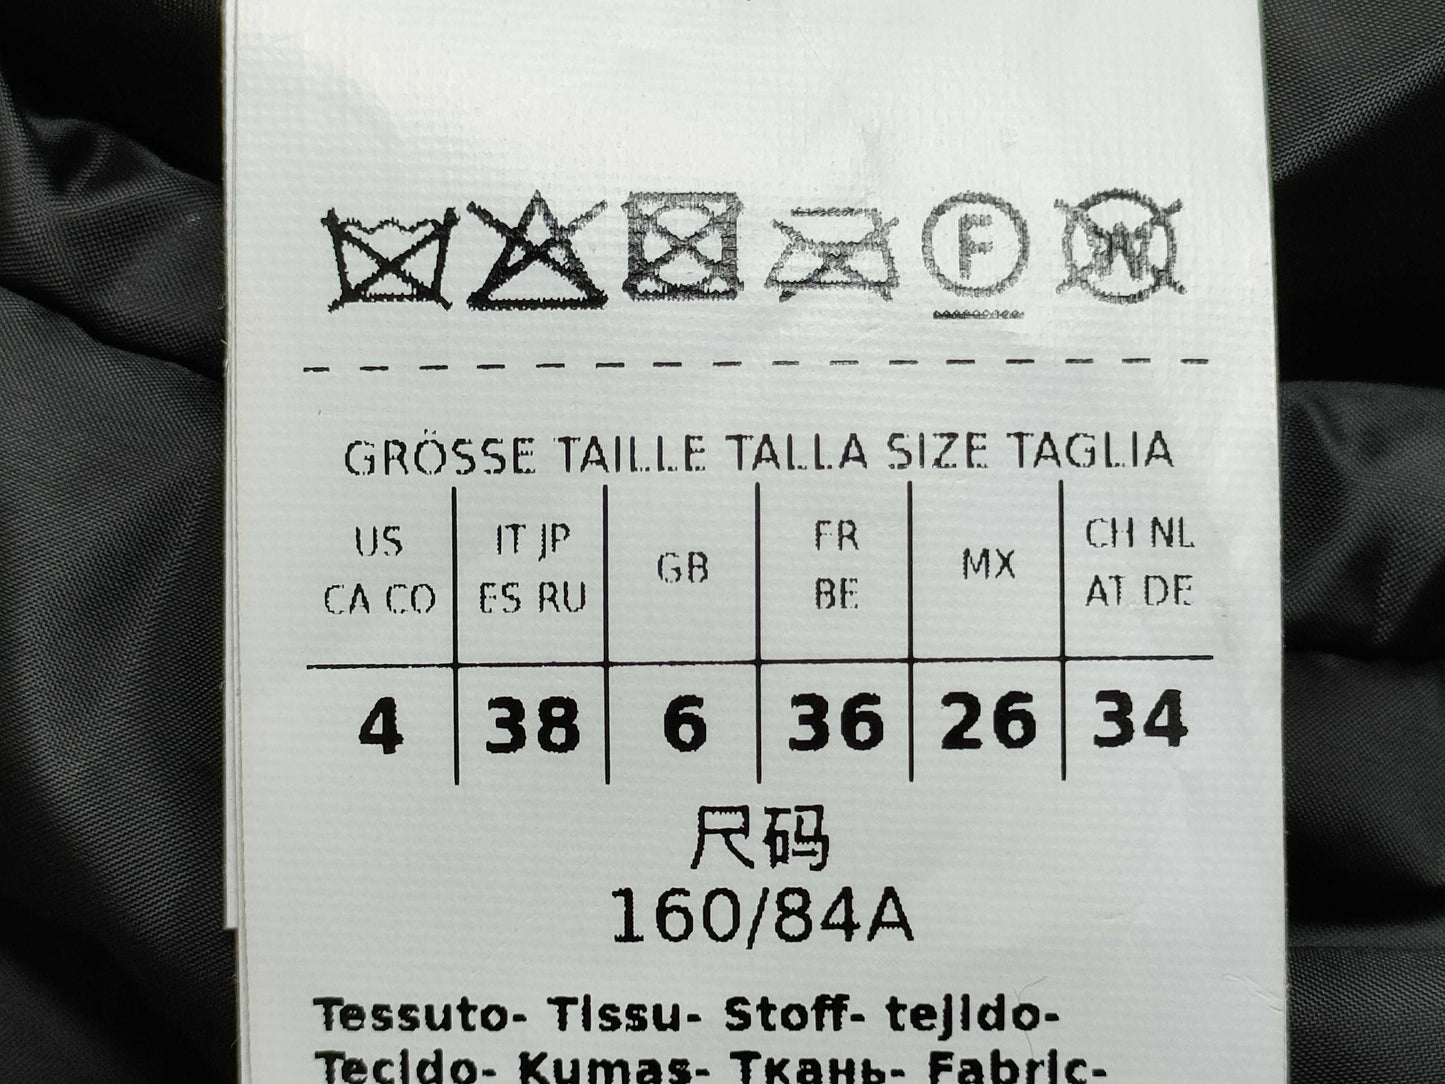 F W
GRÖSSE TAILLE TALLA SIZE TAGLIA
US IT JP GB FR MX CH NL
CA CO ES RU BE AT DE
4 38 6 36 26 34
尺码
160/84A
Tessuto- Tissu- Stoff- tejido-
Tecido- Kumas- Ткань- Fabric-